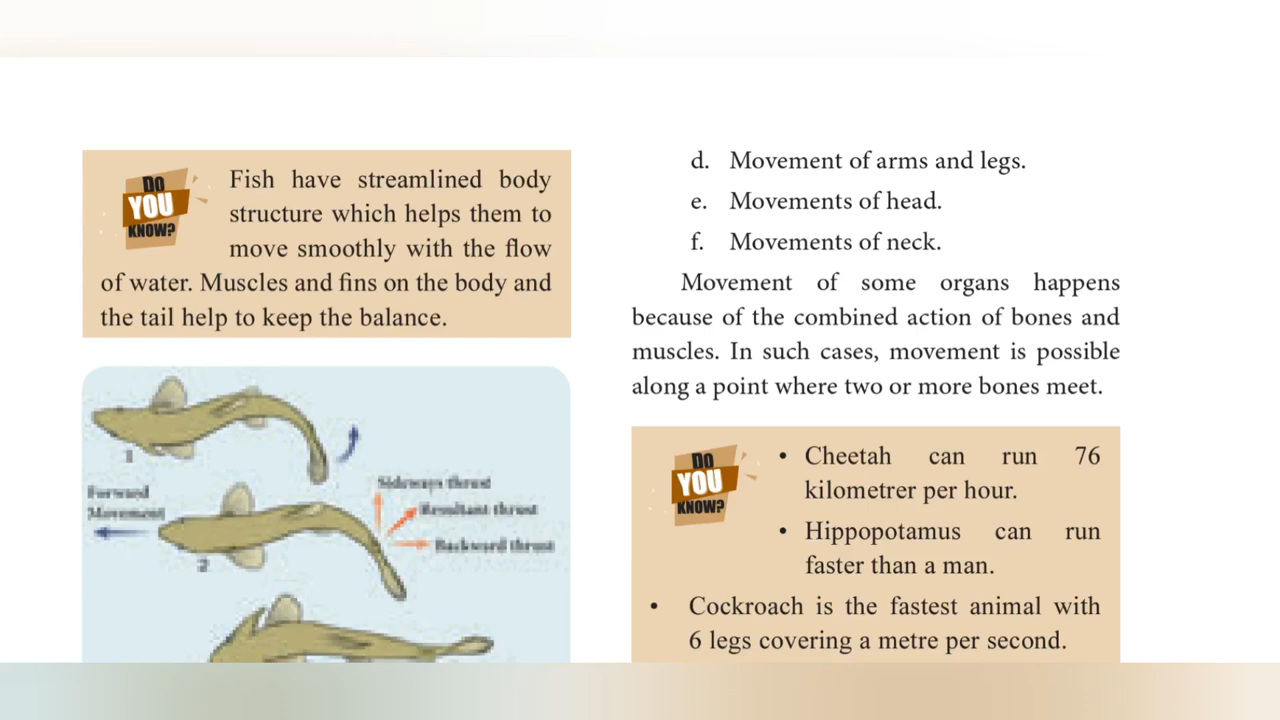 DO
YOU
KNOW?
Fish have streamlined body
structure which helps them to
move smoothly with the flow
of water. Muscles and fins on the body and
the tail help to keep the balance.
1
Forward
Movement
Sideways thrust
Resultant thrust
Backward thrust
2
d. Movement of arms and legs.
e. Movements of head.
f. Movements of neck.
Movement of some organs happens
because of the combined action of bones and
muscles. In such cases, movement is possible
along a point where two or more bones meet.
DO
YOU
KNOW?
• Cheetah can run 76
kilometrer per hour.
• Hippopotamus can run
faster than a man.
• Cockroach is the fastest animal with
6 legs covering a metre per second.